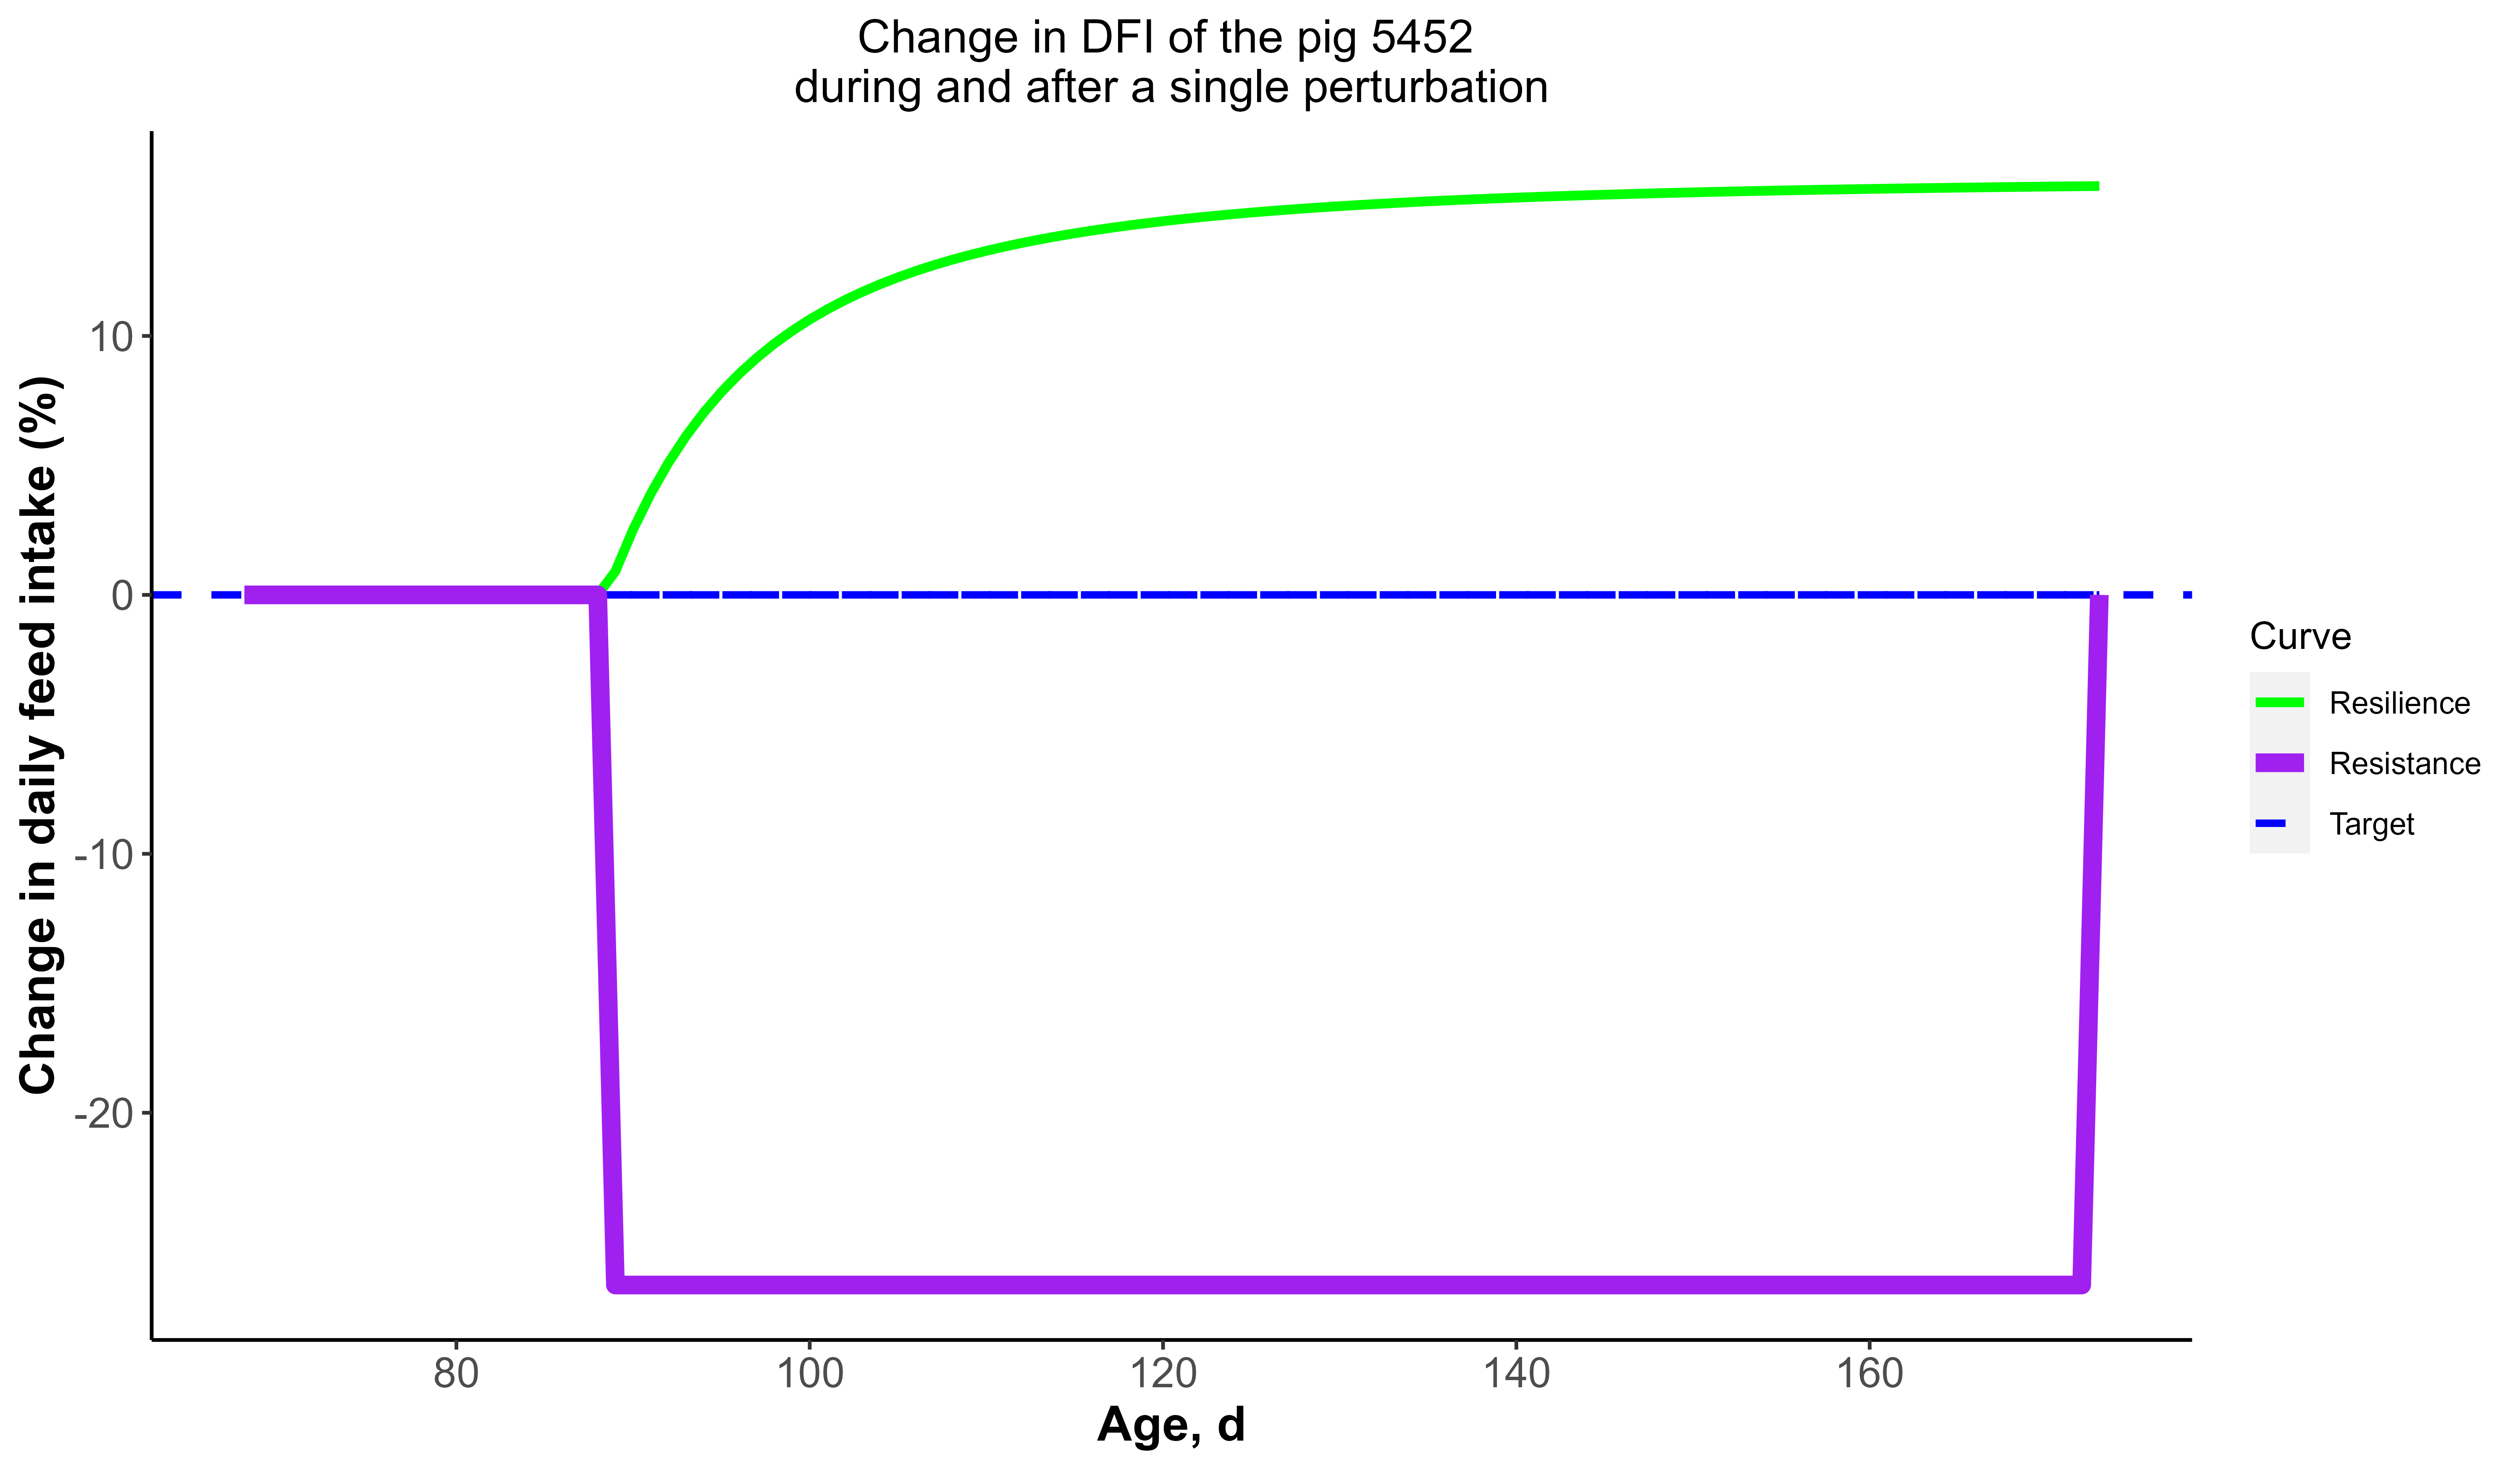 Change in DFI of the pig 5452
during and after a single perturbation
Change in daily feed intake (%)
10
0
-10
-20
80
100
120
140
160
Age, d
Curve
Resilience
Resistance
Target